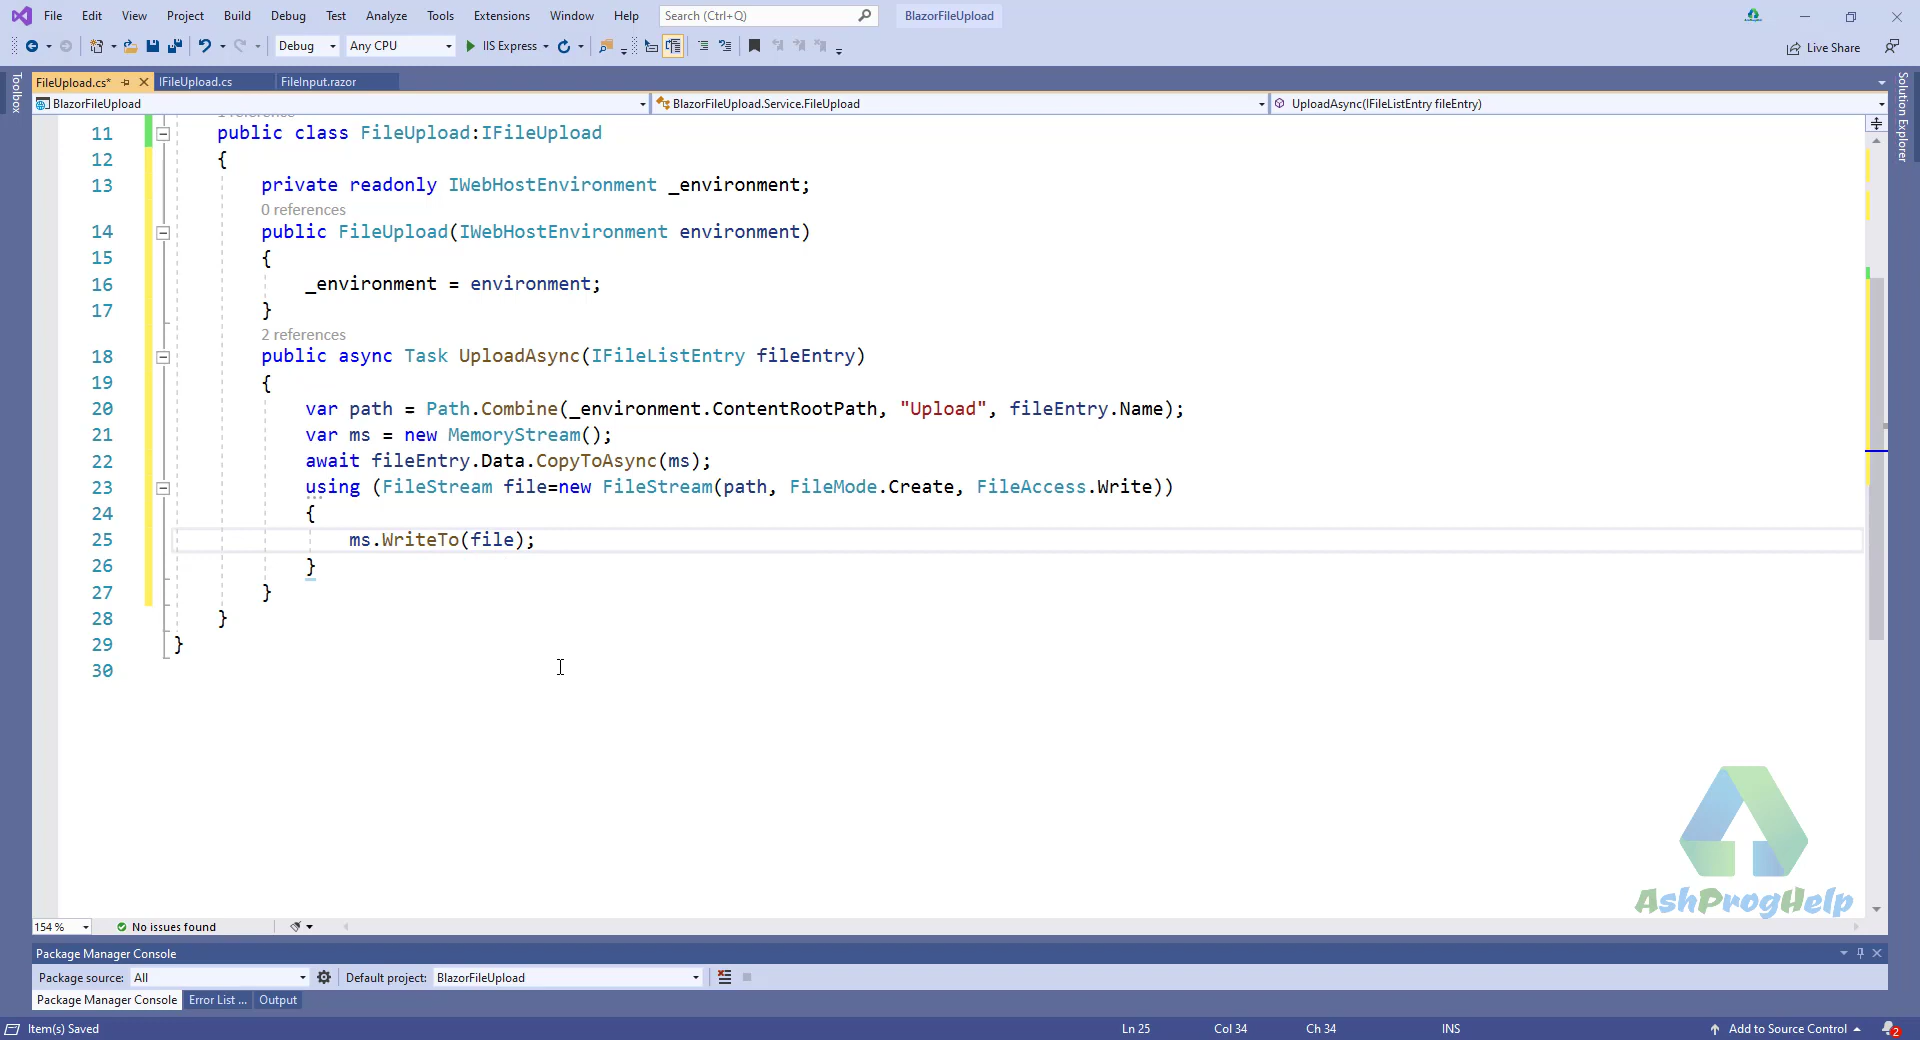 File Edit View Project Build Debug Test Analyze Tools Extensions Window Help Search (Ctrl+Q) BlazorFileUpload
Debug Any CPU IIS Express Live Share
Toolbox
FileUpload.cs* IFileUpload.cs FileInput.razor
Solution Explorer
BlazorFileUpload BlazorFileUpload.Service.FileUpload UploadAsync(IFileListEntry fileEntry)
11 public class FileUpload:IFileUpload
12 {
13 private readonly IWebHostEnvironment _environment;
0 references
14 public FileUpload(IWebHostEnvironment environment)
15 {
16 _environment = environment;
17 }
2 references
18 public async Task UploadAsync(IFileListEntry fileEntry)
19 {
20 var path = Path.Combine(_environment.ContentRootPath, "Upload", fileEntry.Name);
21 var ms = new MemoryStream();
22 await fileEntry.Data.CopyToAsync(ms);
23 using (FileStream file=new FileStream(path, FileMode.Create, FileAccess.Write))
24 {
25 ms.WriteTo(file);
26 }
27 }
28 }
29 }
30
AshProgHelp
154 % No issues found
Package Manager Console
Package source: All Default project: BlazorFileUpload
Package Manager Console Error List ... Output
Item(s) Saved Ln 25 Col 34 Ch 34 INS Add to Source Control 2